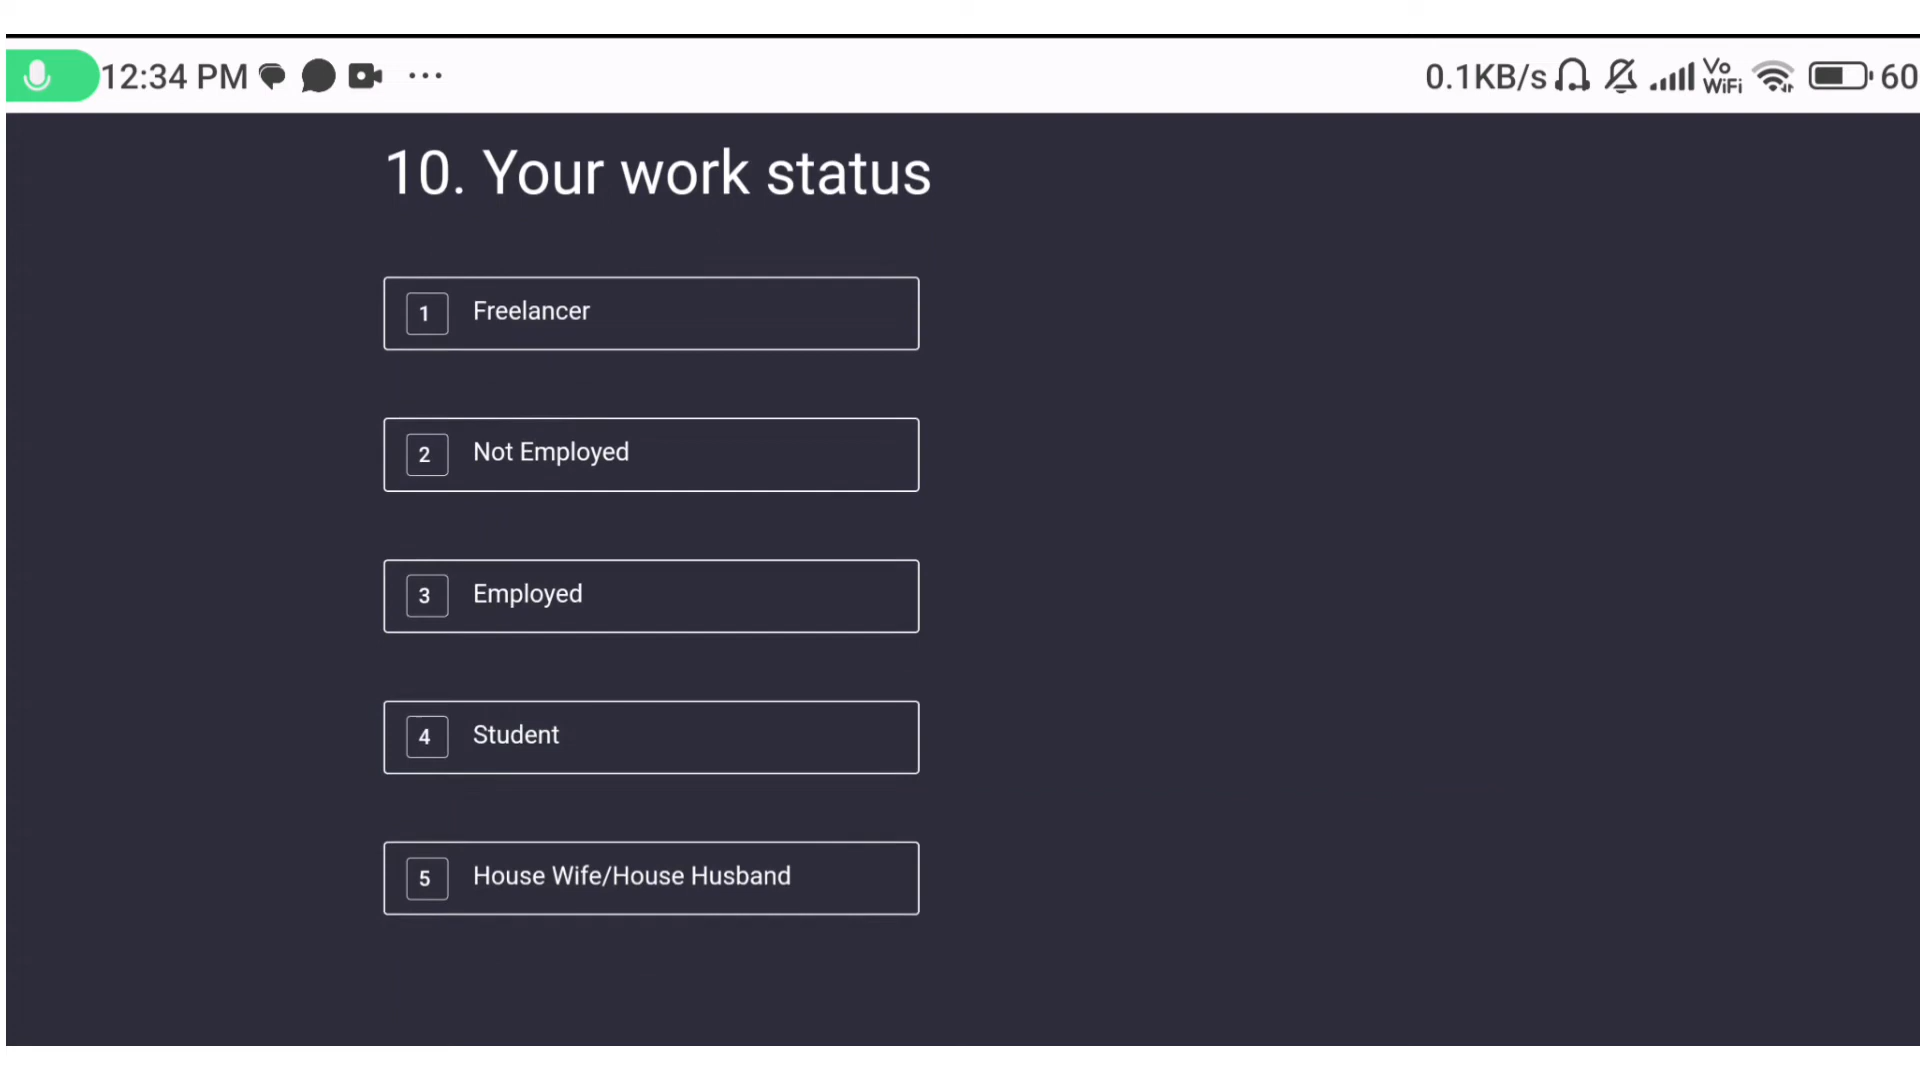 12:34 PM ... 0.1KB/s Vo WiFi 60
10. Your work status
1 Freelancer
2 Not Employed
3 Employed
4 Student
5 House Wife/House Husband